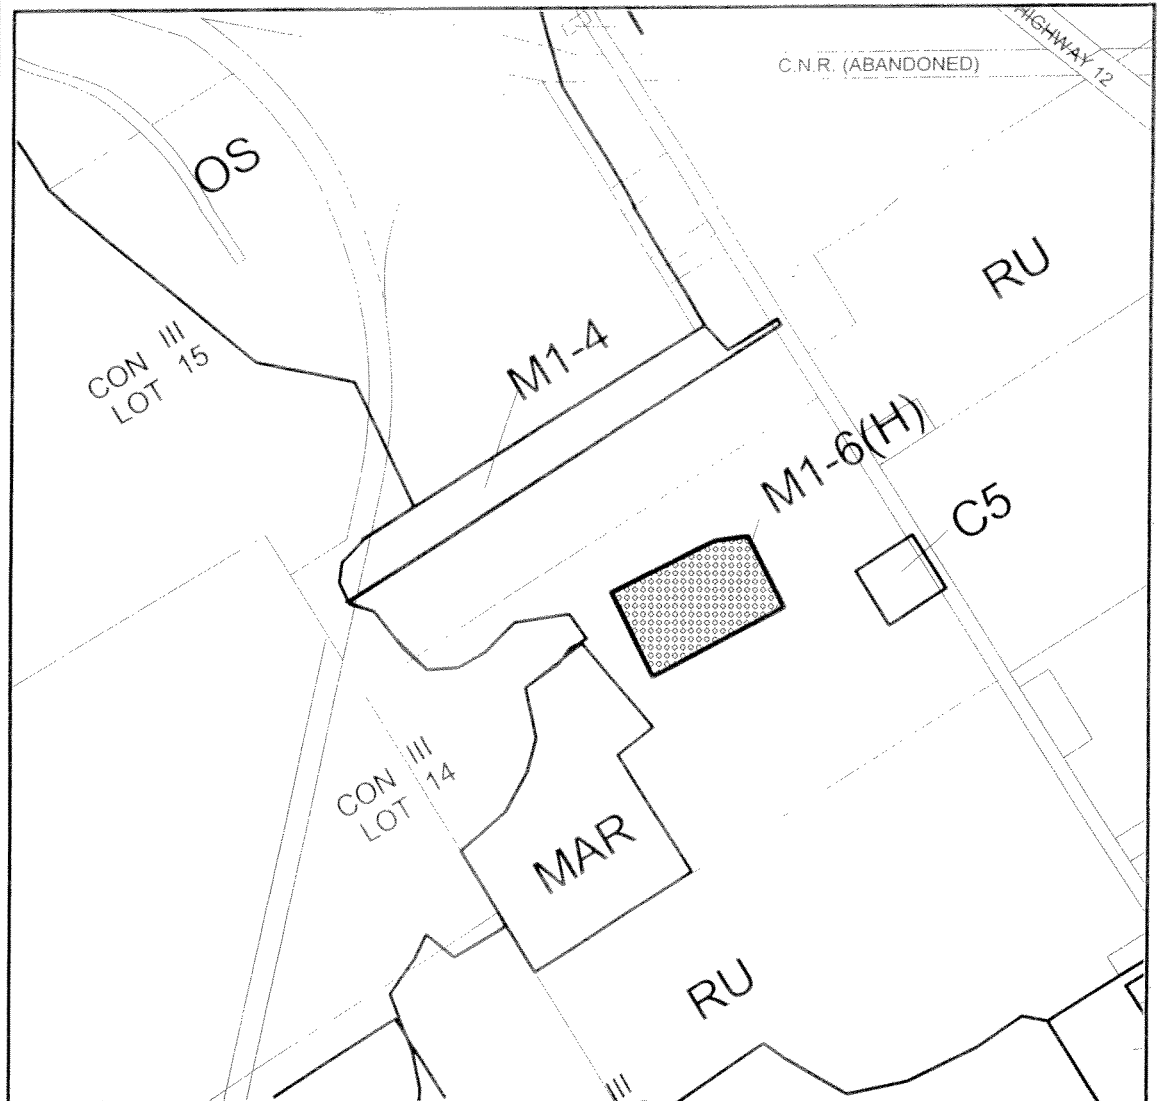 HIGHWAY 12
C.N.R. (ABANDONED)
OS
RU
CON III
LOT 15
M1-4
M1-6(H)
C5
CON III
LOT 14
MAR
RU
III